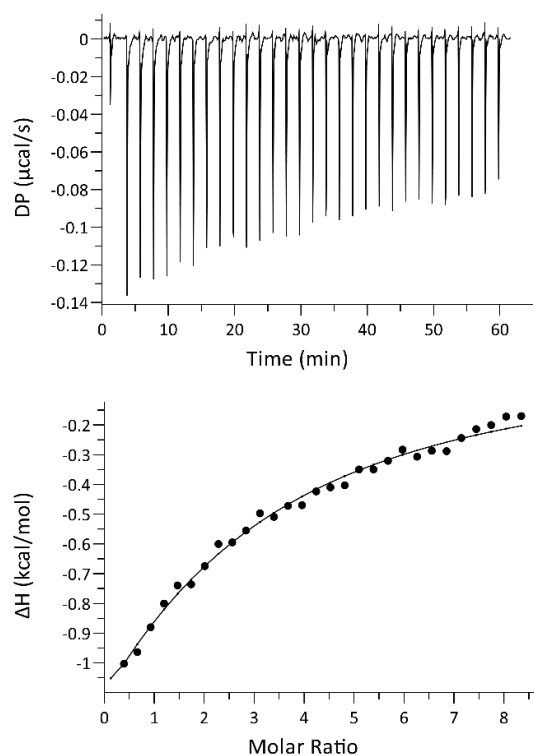 0
-0.02
-0.04
-0.06
-0.08
-0.1
-0.12
-0.14
DP (µcal/s)
0 10 20 30 40 50 60
Time (min)
-0.2
-0.3
-0.4
-0.5
-0.6
-0.7
-0.8
-0.9
-1
ΔH (kcal/mol)
0 1 2 3 4 5 6 7 8
Molar Ratio